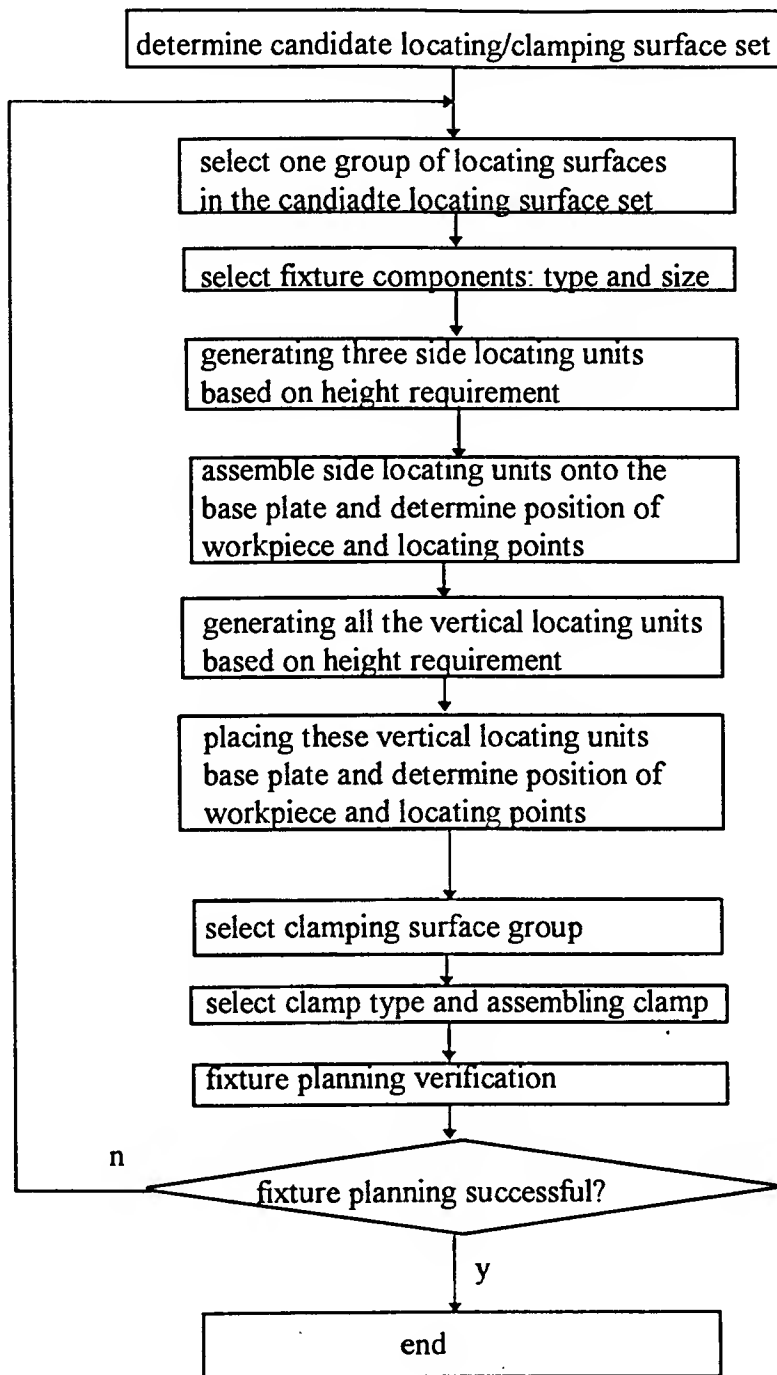 determine candidate locating/clamping surface set
select one group of locating surfaces
in the candiadte locating surface set
select fixture components: type and size
generating three side locating units
based on height requirement
assemble side locating units onto the
base plate and determine position of
workpiece and locating points
generating all the vertical locating units
based on height requirement
placing these vertical locating units
base plate and determine position of
workpiece and locating points
select clamping surface group
select clamp type and assembling clamp
fixture planning verification
n
fixture planning successful?
y
end